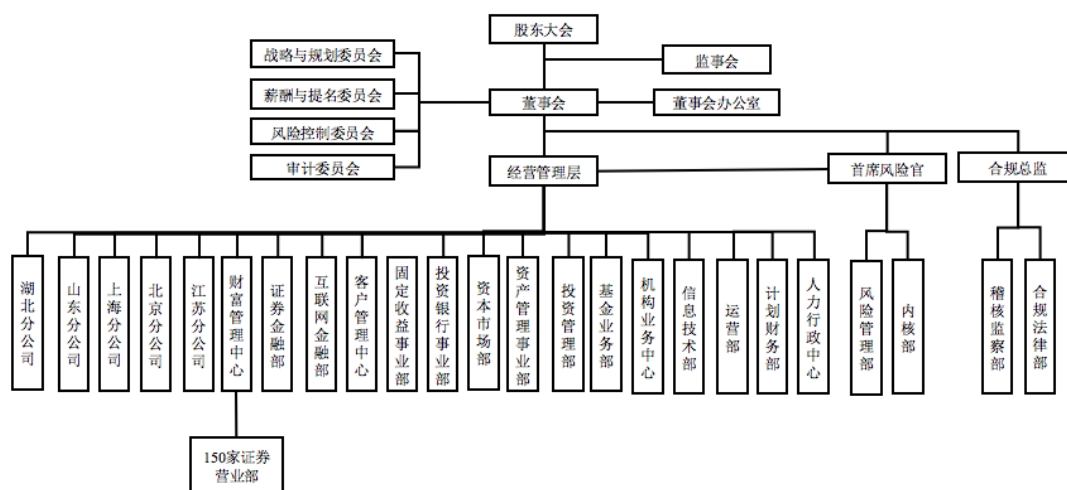 股东大会
战略与规划委员会
监事会
薪酬与提名委员会
董事会
董事会办公室
风险控制委员会
审计委员会
经营管理层
首席风险官
合规总监
湖北分公司
山东分公司
上海分公司
北京分公司
江苏分公司
财富管理中心
证券金融部
互联网金融部
客户管理中心
固定收益事业部
投资银行事业部
资本市场部
资产管理事业部
投资管理部
基金业务部
机构业务中心
信息技术部
运营部
计划财务部
人力行政中心
风险管理部
内核部
稽核监察部
合规法律部
150家证券
营业部